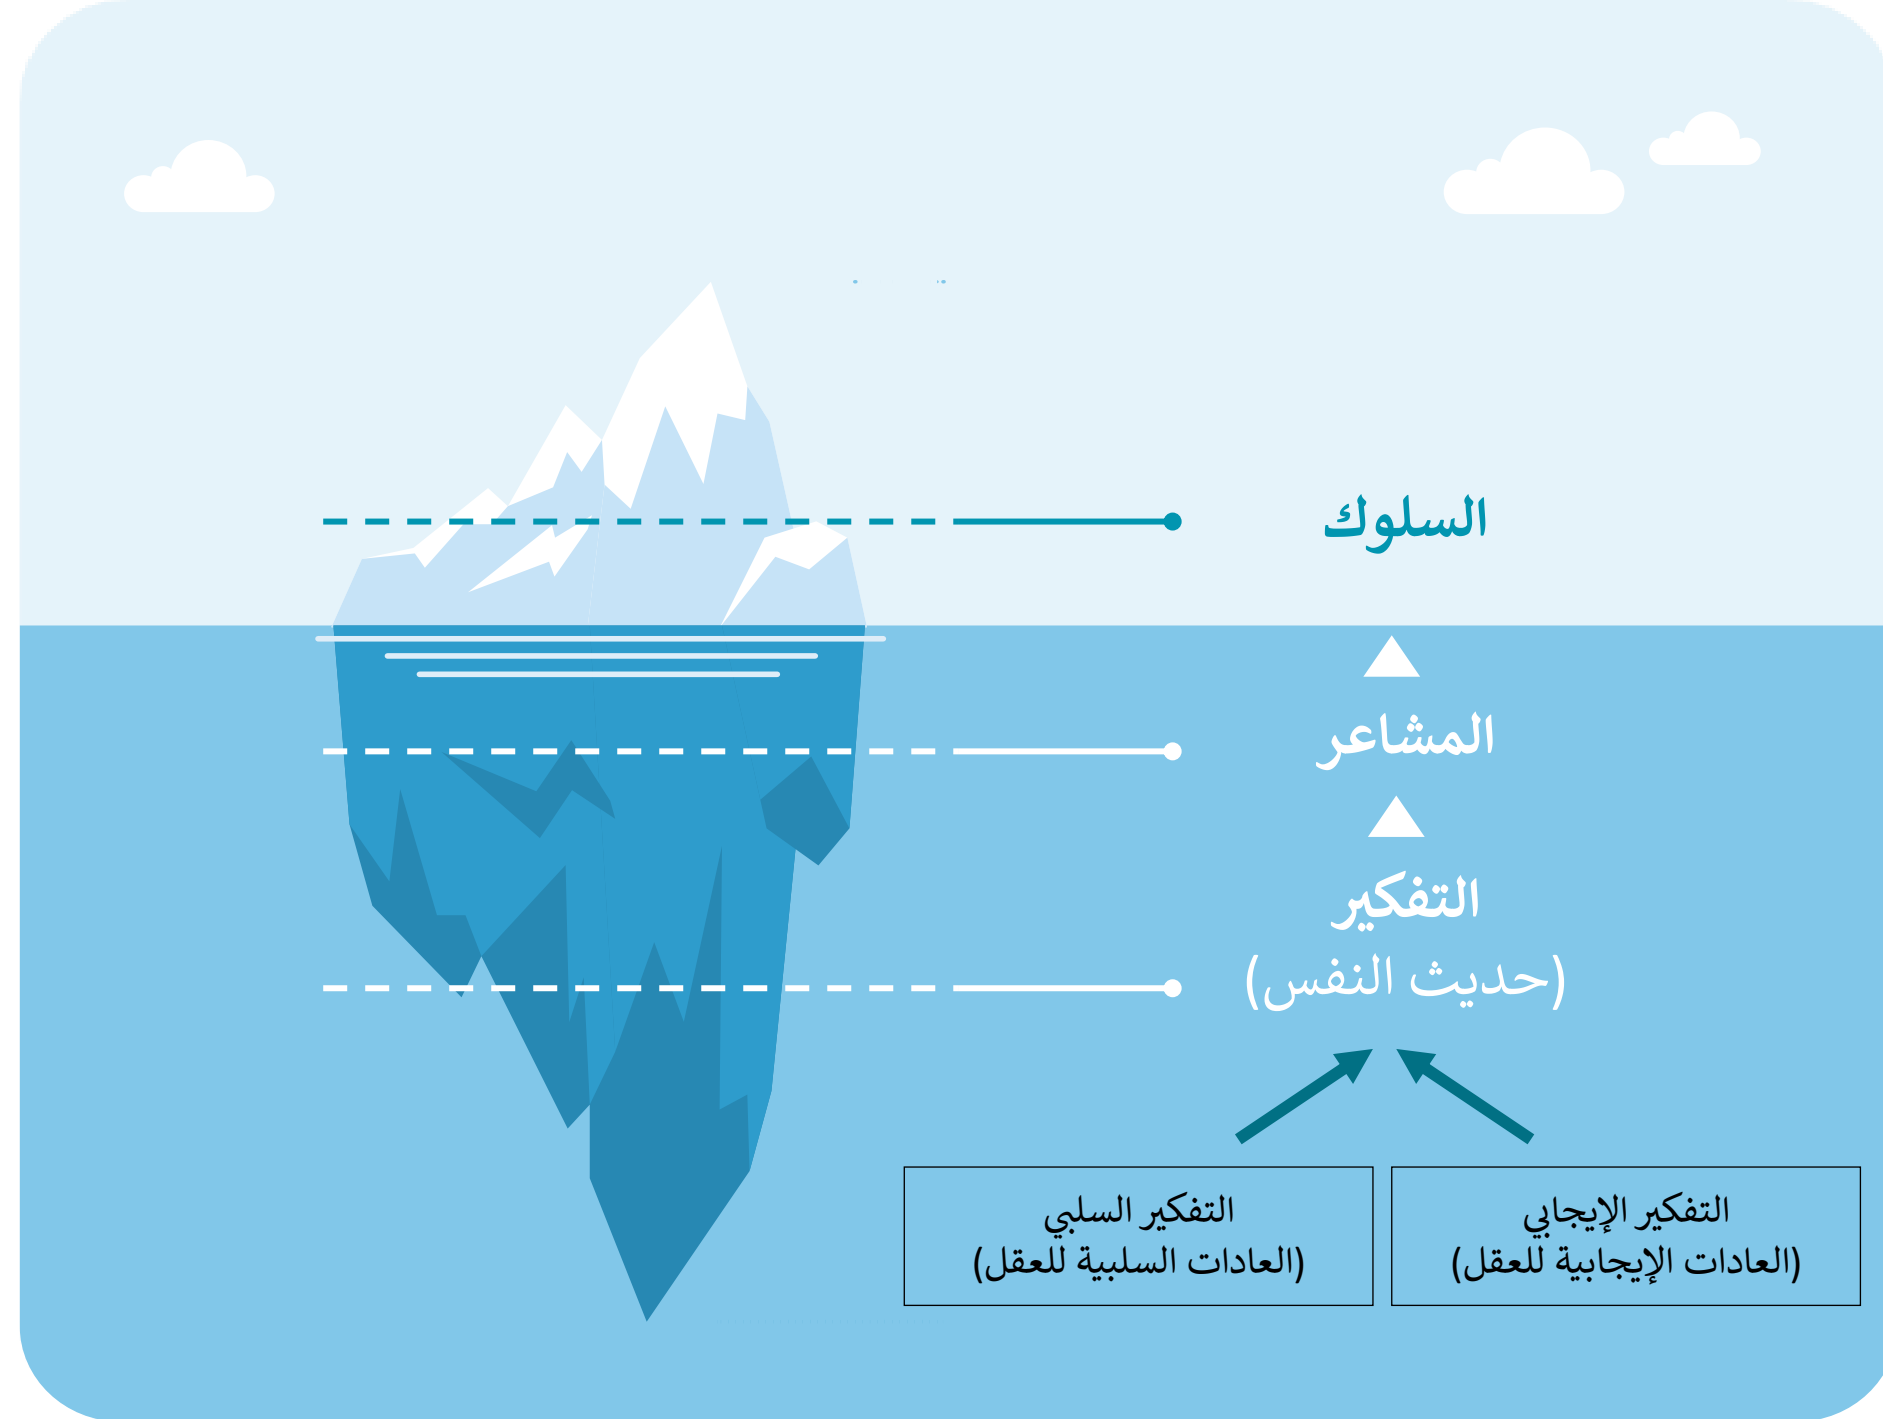 السلوك
المشاعر
التفكير
(حديث النفس)
التفكير الإيجابي
(العادات الإيجابية للعقل)
التفكير السلبي
(العادات السلبية للعقل)